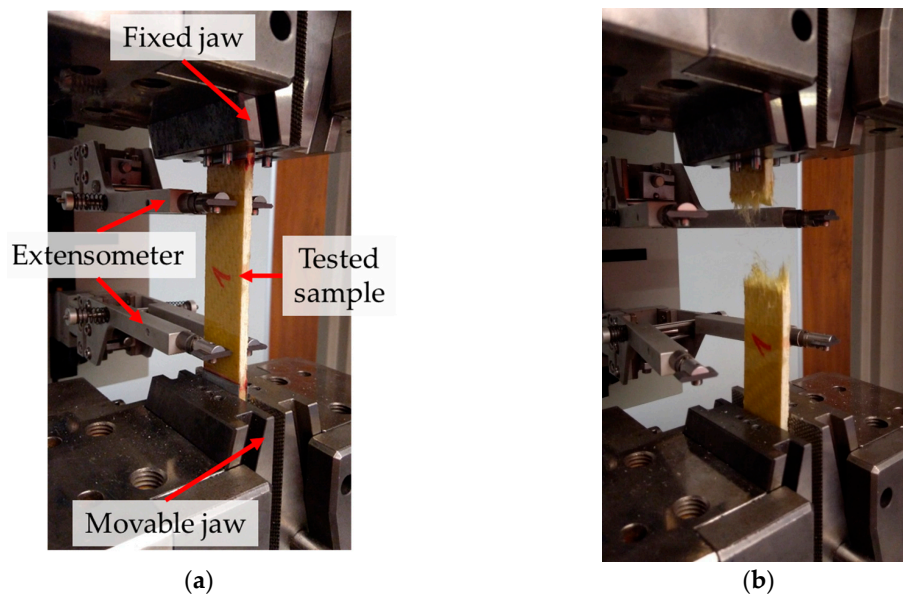 Fixed jaw
Extensometer
Tested
sample
Movable jaw
(a)
(b)